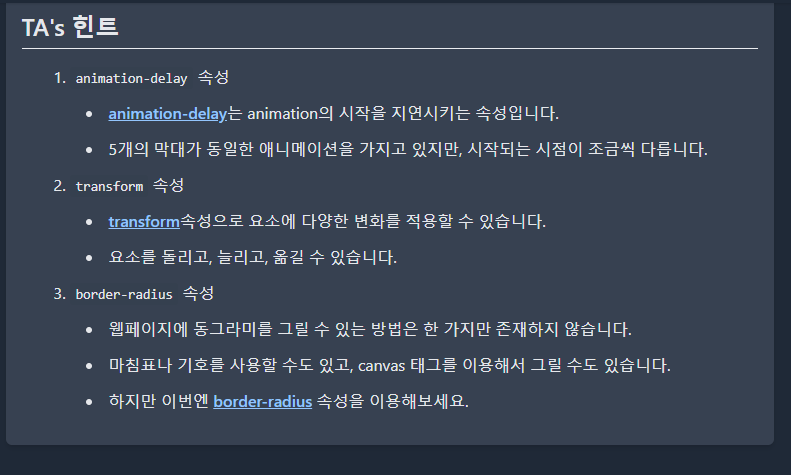 TA's 힌트
1. animation-delay 속성
• animation-delay는 animation의 시작을 지연시키는 속성입니다.
• 5개의 막대가 동일한 애니메이션을 가지고 있지만, 시작되는 시점이 조금씩 다릅니다.
2. transform 속성
• transform속성으로 요소에 다양한 변화를 적용할 수 있습니다.
• 요소를 돌리고, 늘리고, 옮길 수 있습니다.
3. border-radius 속성
• 웹페이지에 동그라미를 그릴 수 있는 방법은 한 가지만 존재하지 않습니다.
• 마침표나 기호를 사용할 수도 있고, canvas 태그를 이용해서 그릴 수도 있습니다.
• 하지만 이번엔 border-radius 속성을 이용해보세요.